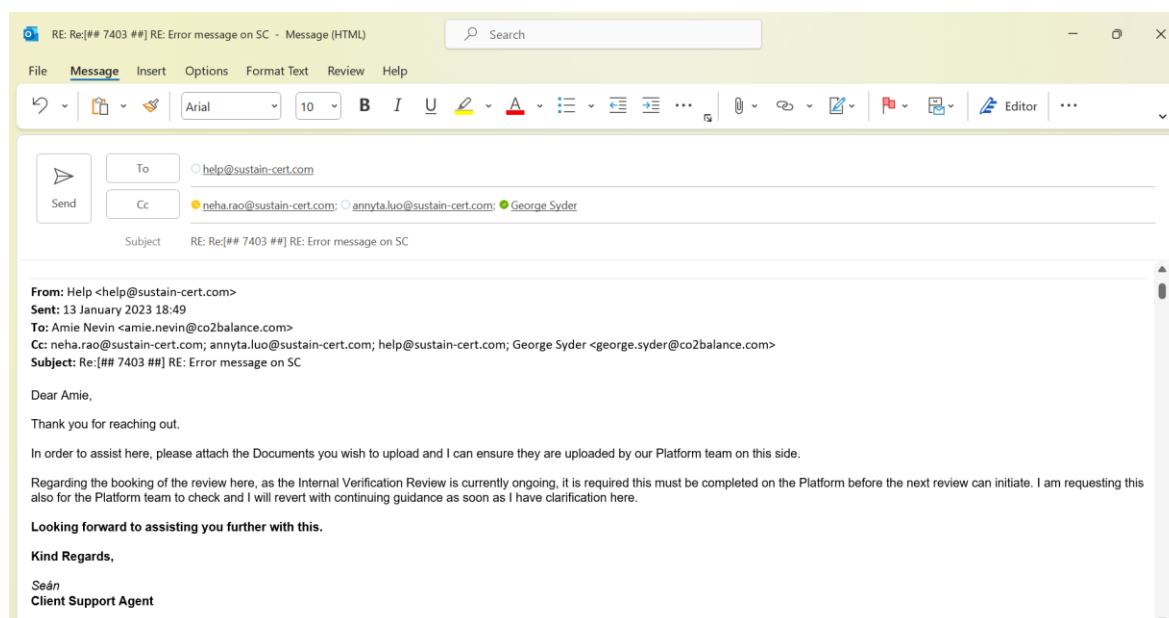 RE: Re:[## 7403 ##] RE: Error message on SC - Message (HTML)
Search
File Message Insert Options Format Text Review Help
Arial 10 B I U A Editor
To help@sustain-cert.com
Send Cc neha.rao@sustain-cert.com; annyta.luo@sustain-cert.com; George Syder
Subject RE: Re:[## 7403 ##] RE: Error message on SC
From: Help <help@sustain-cert.com>
Sent: 13 January 2023 18:49
To: Amie Nevin <amie.nevin@co2balance.com>
Cc: neha.rao@sustain-cert.com; annyta.luo@sustain-cert.com; help@sustain-cert.com; George Syder <george.syder@co2balance.com>
Subject: Re:[## 7403 ##] RE: Error message on SC
Dear Amie,
Thank you for reaching out.
In order to assist here, please attach the Documents you wish to upload and I can ensure they are uploaded by our Platform team on this side.
Regarding the booking of the review here, as the Internal Verification Review is currently ongoing, it is required this must be completed on the Platform before the next review can initiate. I am requesting this
also for the Platform team to check and I will revert with continuing guidance as soon as I have clarification here.
Looking forward to assisting you further with this.
Kind Regards,
Seán
Client Support Agent